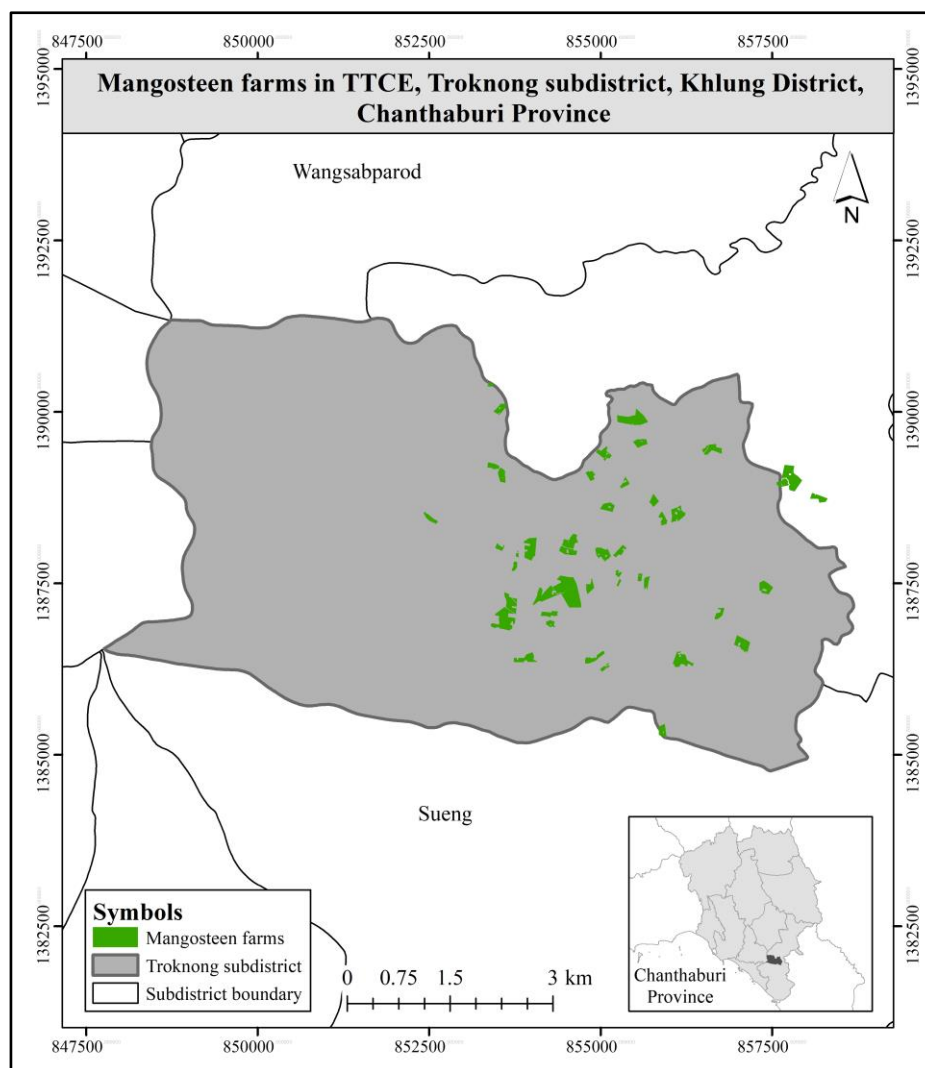 847500 850000 852500 855000 857500
Mangosteen farms in TTCE, Troknong subdistrict, Khlung District,
Chanthaburi Province
1395000
1395000
Wangsabparod
N
1392500
1392500
1390000
1390000
1387500
1387500
1385000
1385000
Sueng
1382500
1382500
Symbols
Mangosteen farms
Troknong subdistrict
Subdistrict boundary
0 0.75 1.5 3 km
Chanthaburi
Province
847500 850000 852500 855000 857500